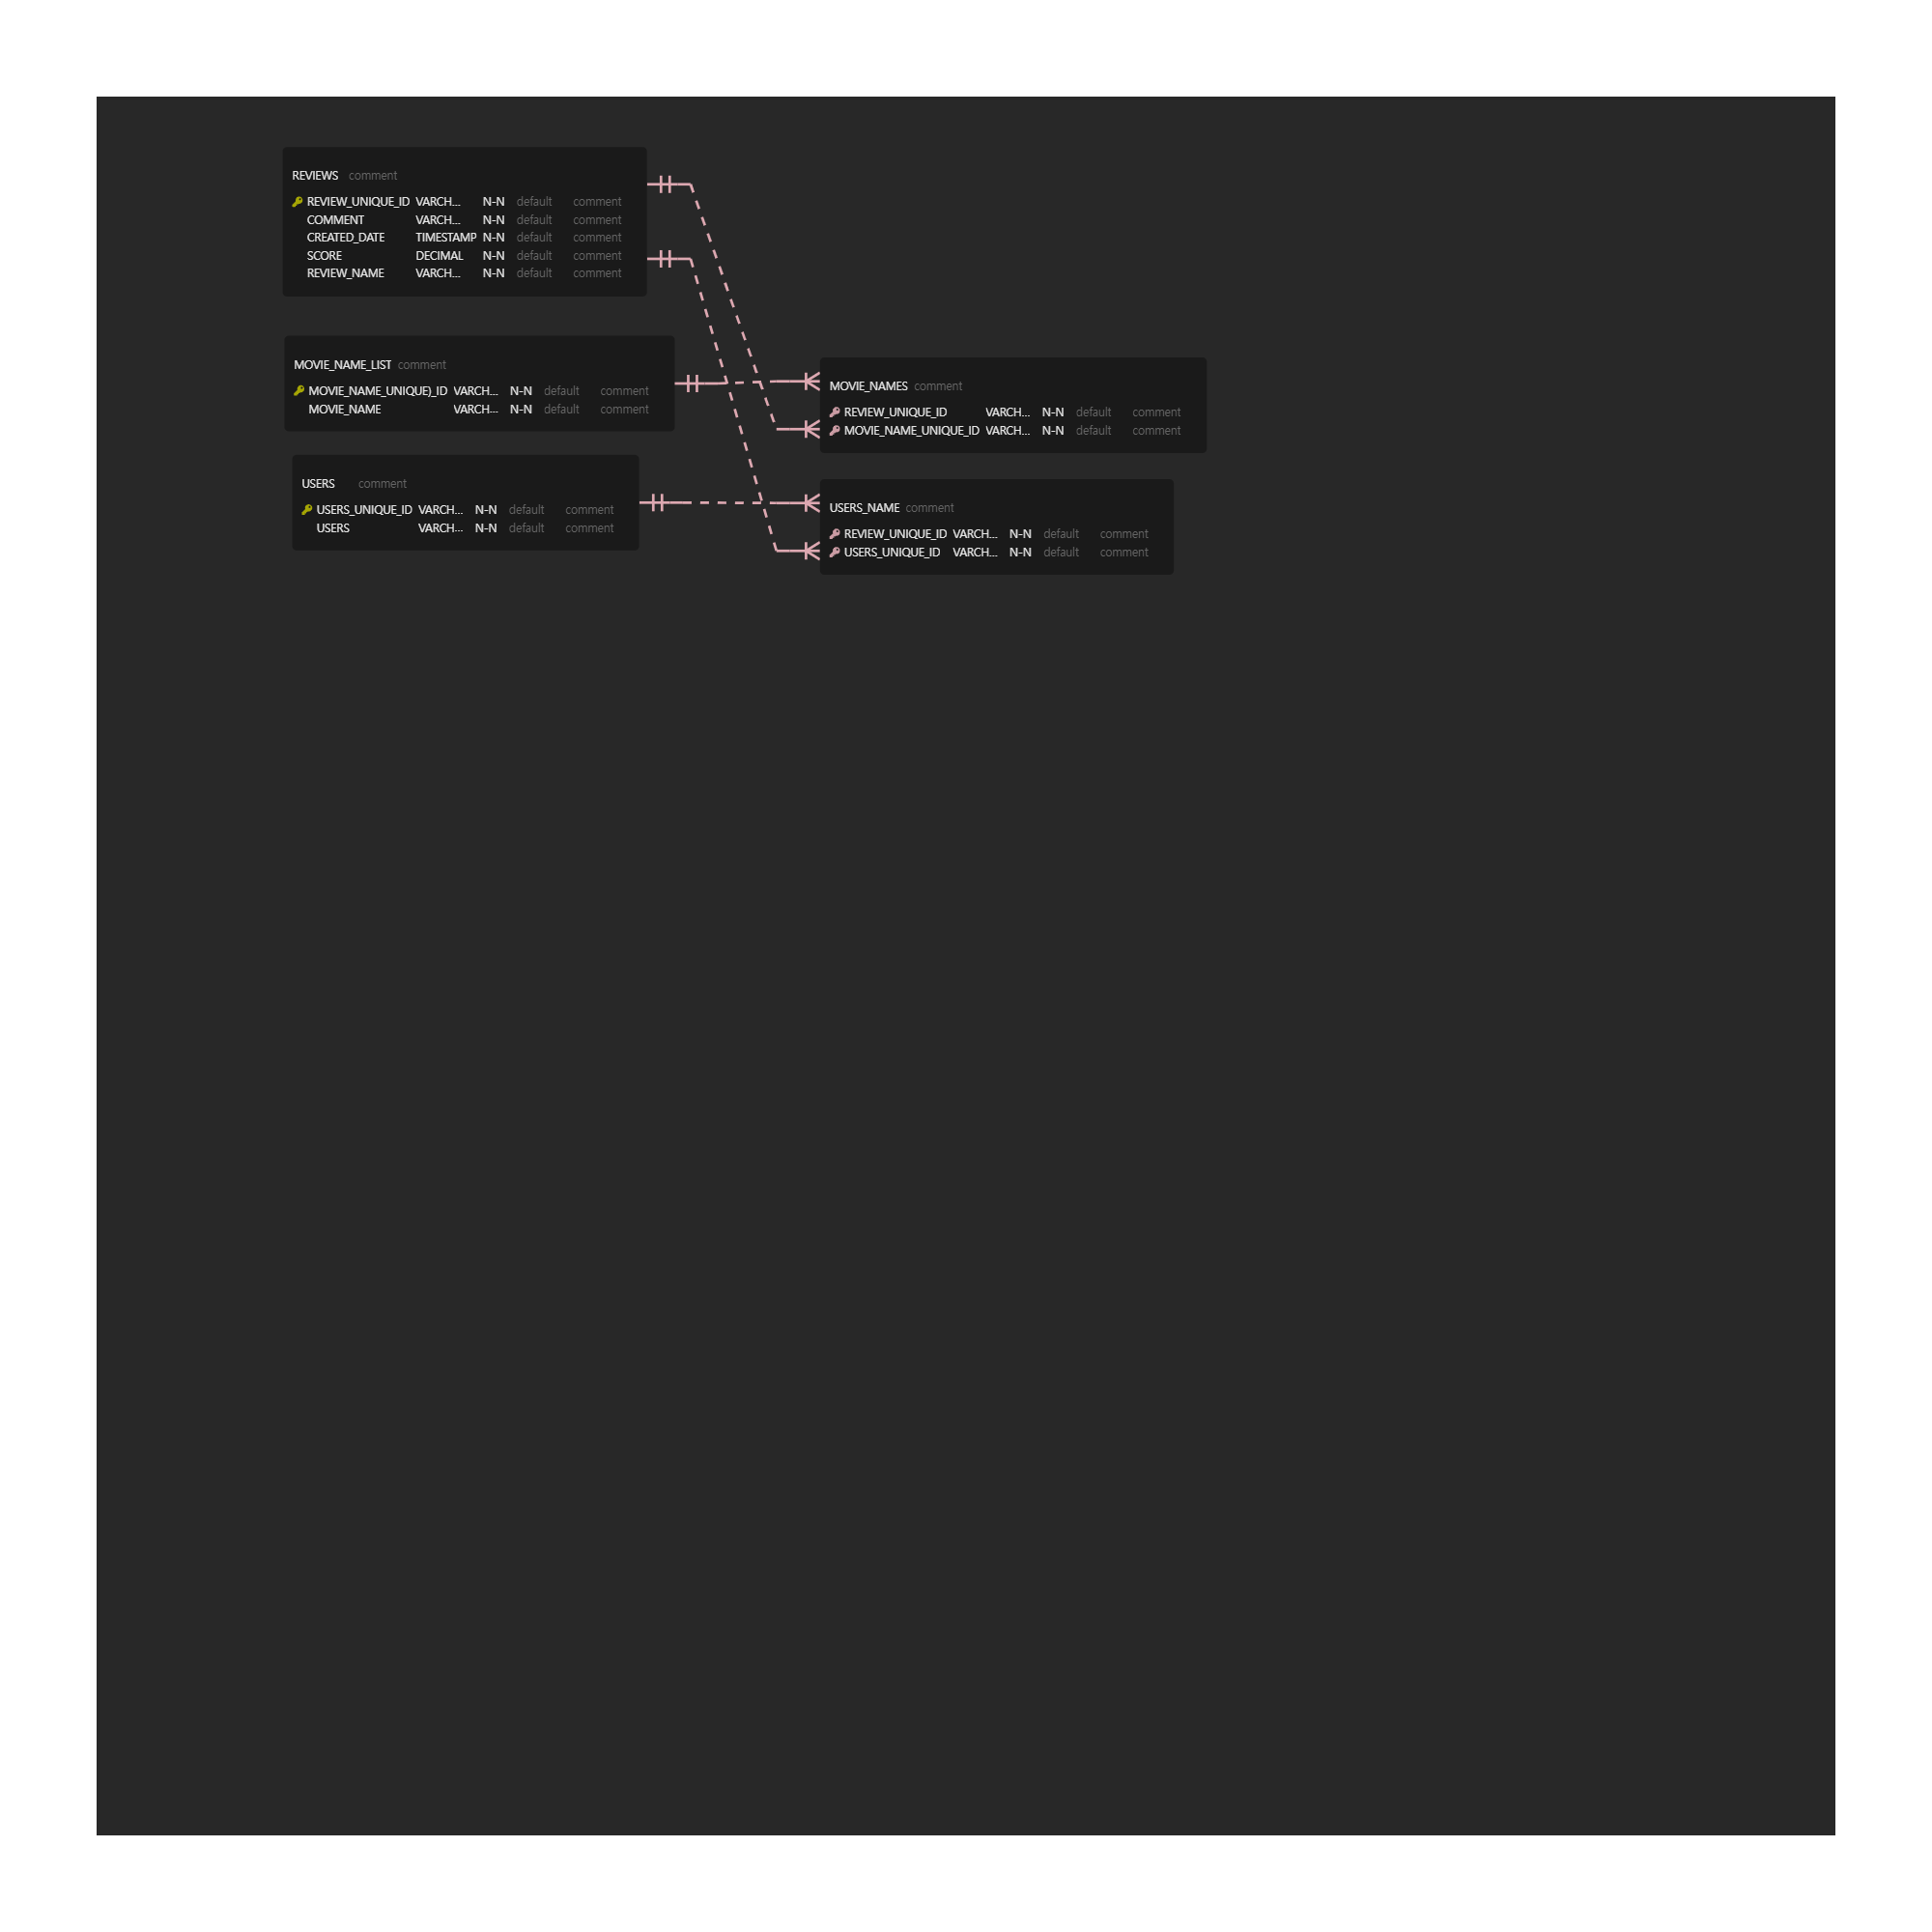 REVIEWS comment
REVIEW_UNIQUE_ID VARCH... N-N default comment
COMMENT VARCH... N-N default comment
CREATED_DATE TIMESTAMP N-N default comment
SCORE DECIMAL N-N default comment
REVIEW_NAME VARCH... N-N default comment
MOVIE_NAME_LIST comment
MOVIE_NAME_UNIQUE)_ID VARCH... N-N default comment
MOVIE_NAME VARCH... N-N default comment
MOVIE_NAMES comment
REVIEW_UNIQUE_ID VARCH... N-N default comment
MOVIE_NAME_UNIQUE_ID VARCH... N-N default comment
USERS comment
USERS_UNIQUE_ID VARCH... N-N default comment
USERS VARCH... N-N default comment
USERS_NAME comment
REVIEW_UNIQUE_ID VARCH... N-N default comment
USERS_UNIQUE_ID VARCH... N-N default comment